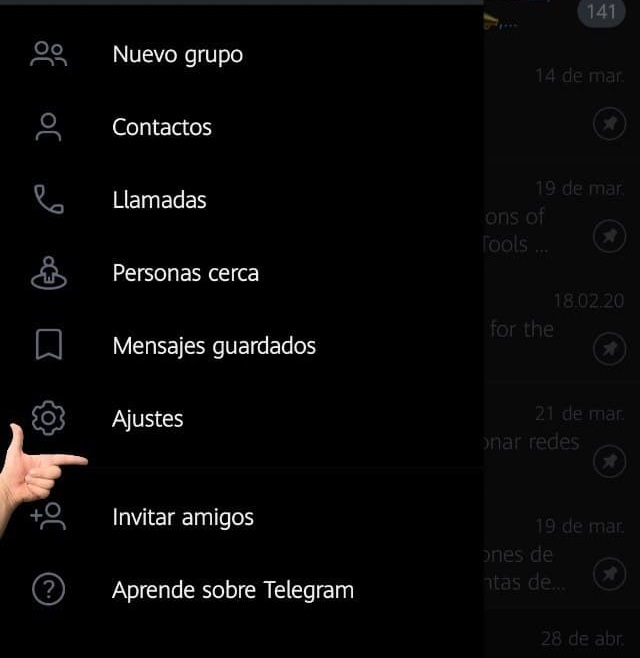 141
Nuevo grupo
14 de mar.
Contactos
19 de mar.
Llamadas
ons of
Tools ...
Personas cerca
18.02.20
for the
Mensajes guardados
21 de mar.
Ajustes
onar redes
Invitar amigos
19 de mar.
ones de
ntas de...
Aprende sobre Telegram
28 de abr.